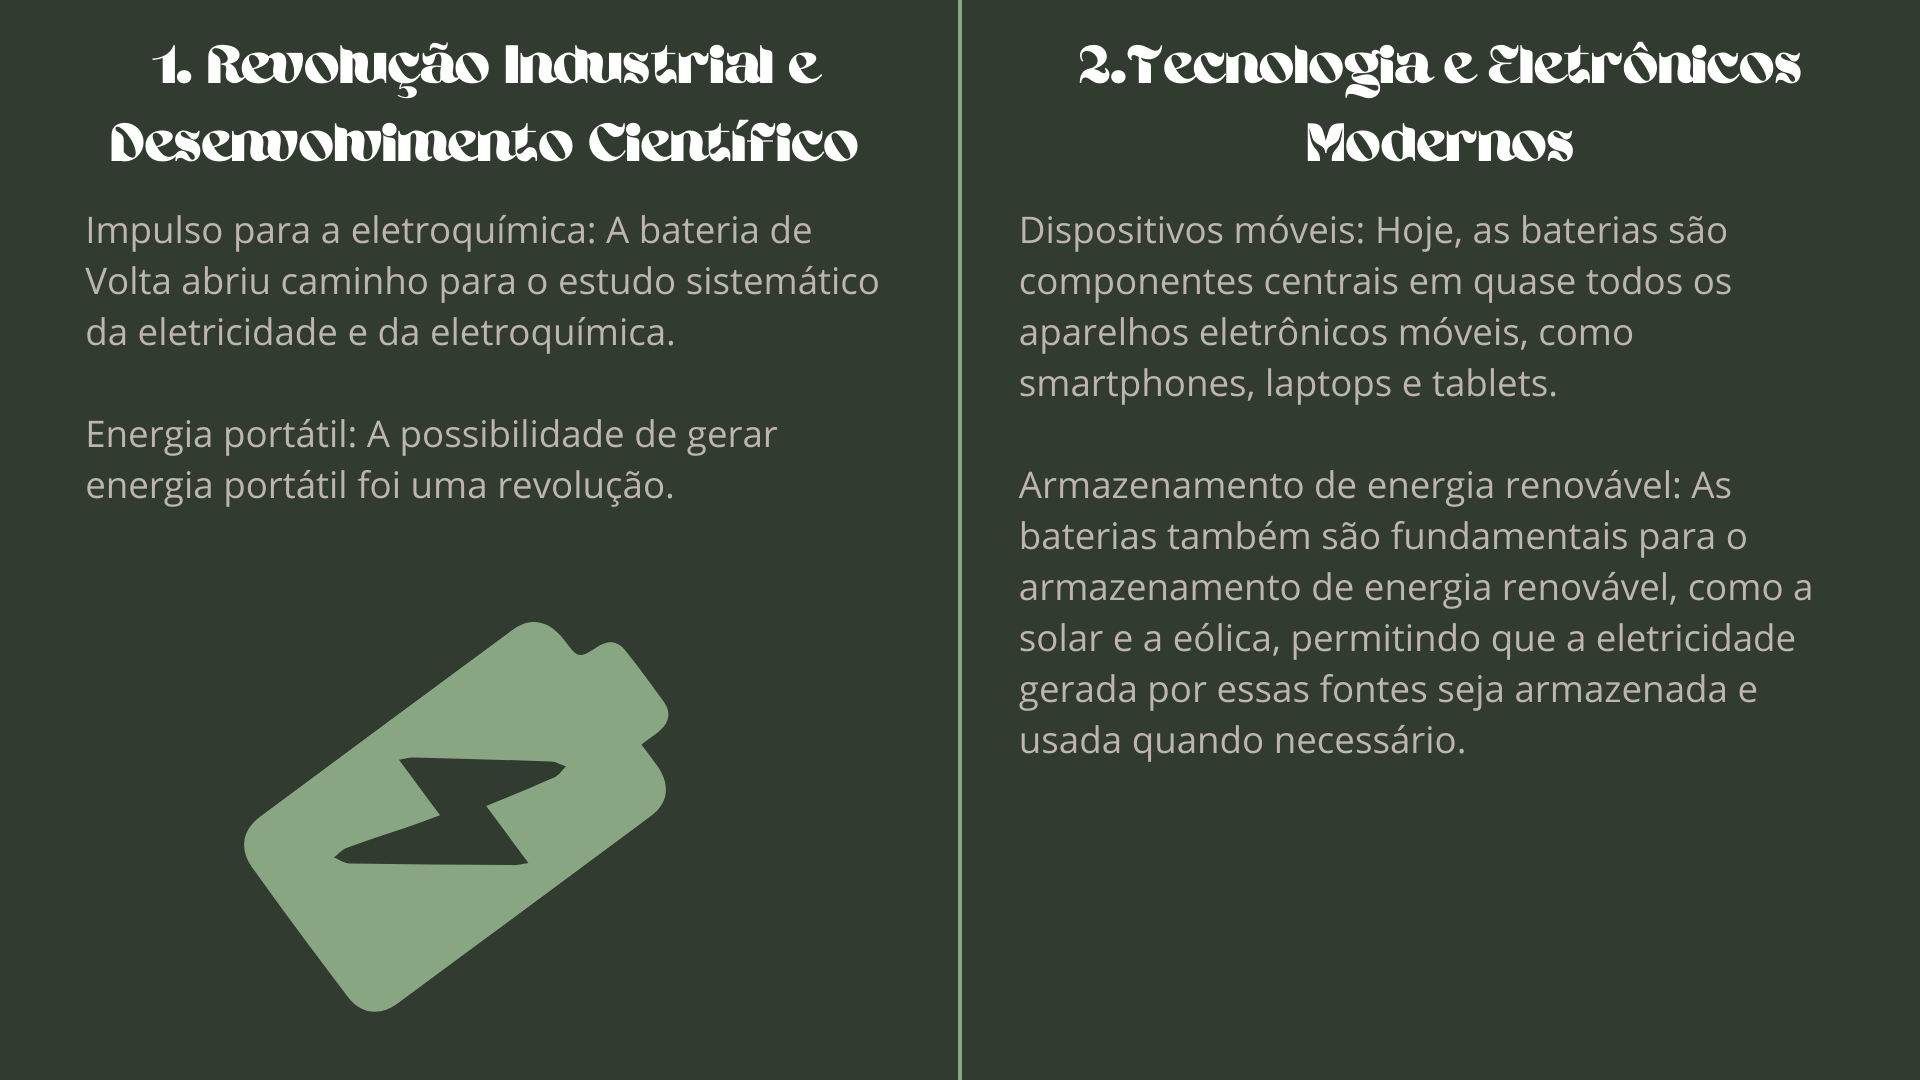 1. Revolução Industrial e
Desenvolvimento Científico
Impulso para a eletroquímica: A bateria de
Volta abriu caminho para o estudo sistemático
da eletricidade e da eletroquímica.
Energia portátil: A possibilidade de gerar
energia portátil foi uma revolução.
2.Tecnologia e Eletrônicos
Modernos
Dispositivos móveis: Hoje, as baterias são
componentes centrais em quase todos os
aparelhos eletrônicos móveis, como
smartphones, laptops e tablets.
Armazenamento de energia renovável: As
baterias também são fundamentais para o
armazenamento de energia renovável, como a
solar e a eólica, permitindo que a eletricidade
gerada por essas fontes seja armazenada e
usada quando necessário.